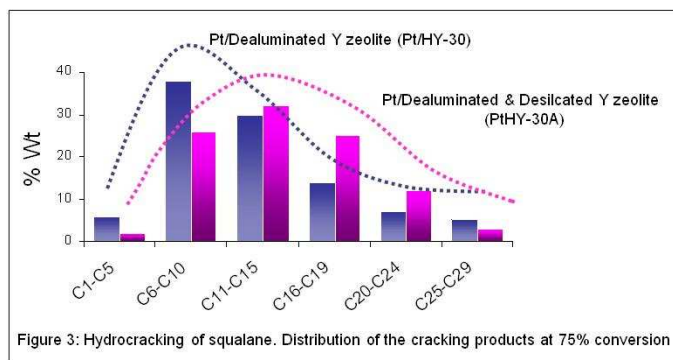 Pt/Dealuminated Y zeolite (Pt/HY-30)
40
30
20
10
0
% Wt
Pt/Dealuminated & Desilcated Y zeolite
(PtHY-30A)
C1-C5
C6-C10
C11-C15
C16-C19
C20-C24
C25-C29
Figure 3: Hydrocracking of squalane. Distribution of the cracking products at 75% conversion